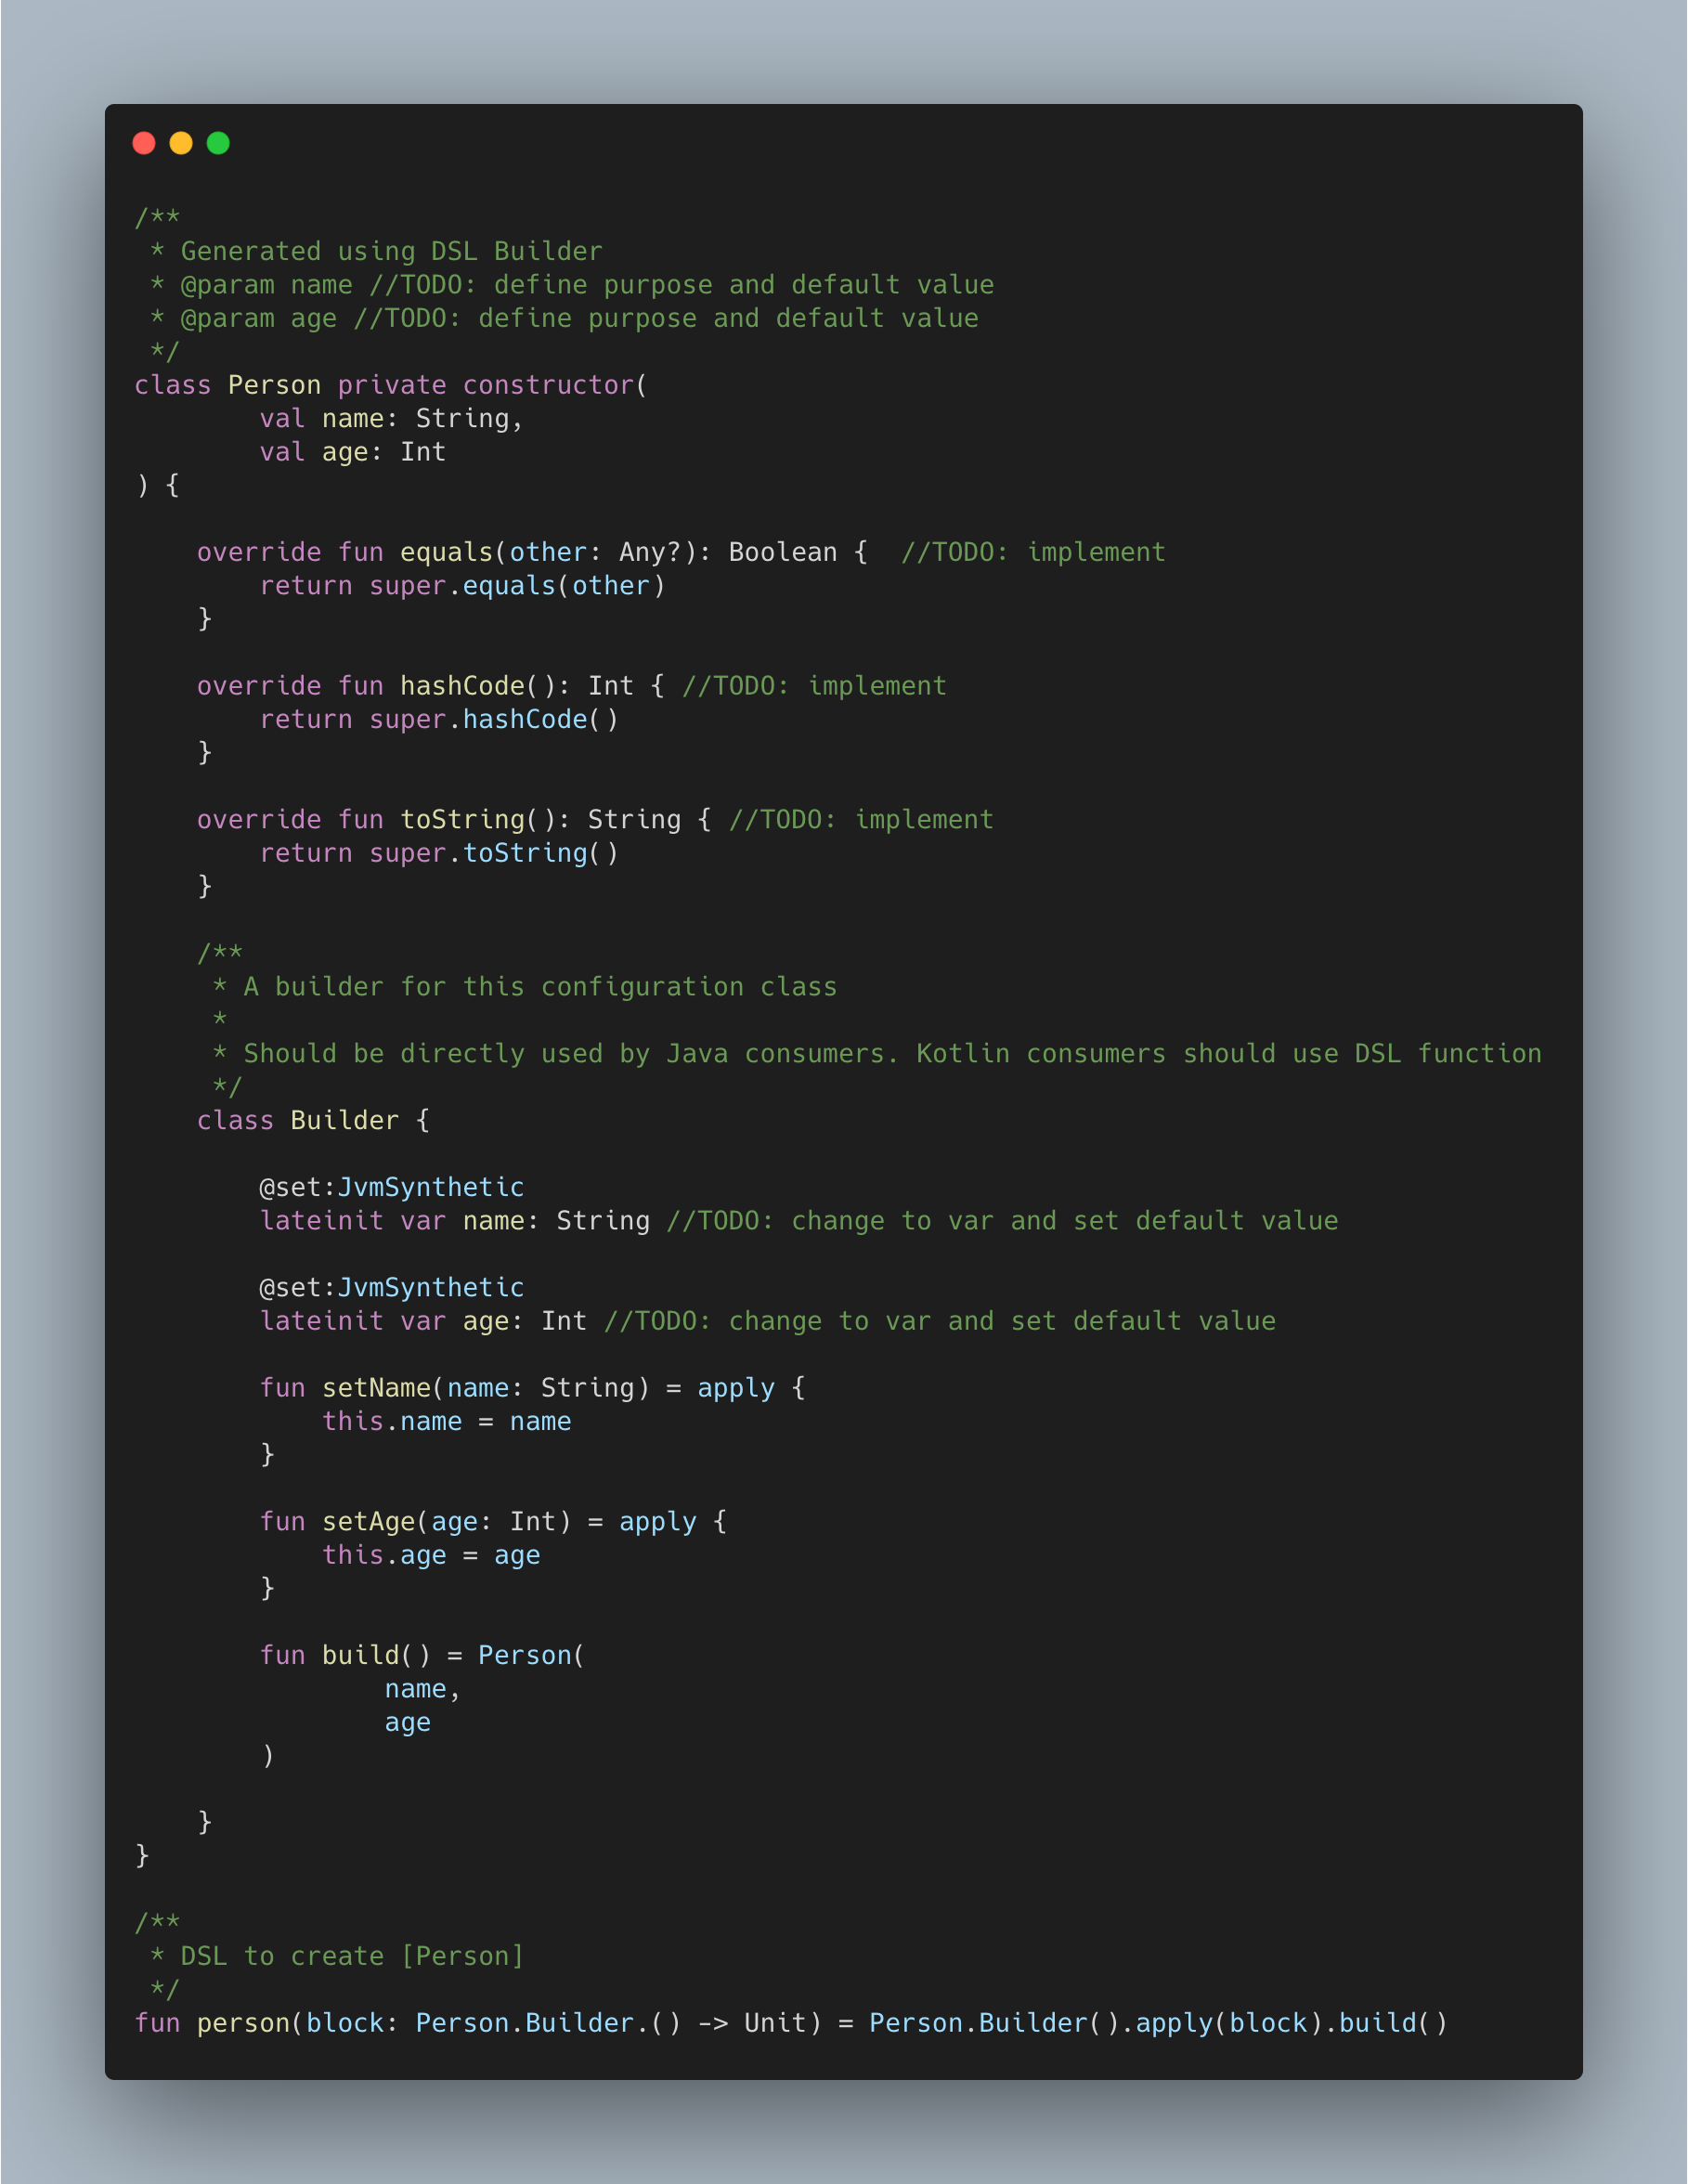 /**
 * Generated using DSL Builder
 * @param name //TODO: define purpose and default value
 * @param age //TODO: define purpose and default value
 */
class Person private constructor(
        val name: String,
        val age: Int
) {

    override fun equals(other: Any?): Boolean {  //TODO: implement
        return super.equals(other)
    }

    override fun hashCode(): Int { //TODO: implement
        return super.hashCode()
    }

    override fun toString(): String { //TODO: implement
        return super.toString()
    }

    /**
     * A builder for this configuration class
     *
     * Should be directly used by Java consumers. Kotlin consumers should use DSL function
     */
    class Builder {

        @set:JvmSynthetic
        lateinit var name: String //TODO: change to var and set default value

        @set:JvmSynthetic
        lateinit var age: Int //TODO: change to var and set default value

        fun setName(name: String) = apply {
            this.name = name
        }

        fun setAge(age: Int) = apply {
            this.age = age
        }

        fun build() = Person(
                name,
                age
        )

    }
}

/**
 * DSL to create [Person]
 */
fun person(block: Person.Builder.() -> Unit) = Person.Builder().apply(block).build()